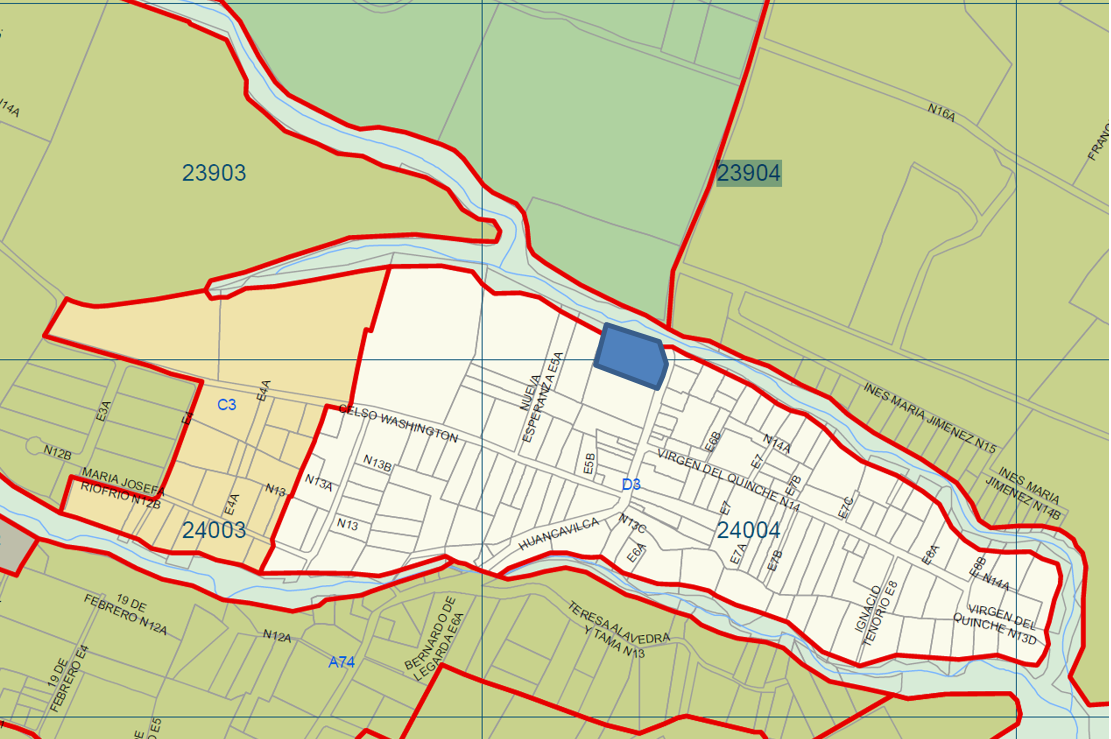 N14A
N16A
23903
23904
INES MARIA JIMENEZ N15
INES MARIA
JIMENEZ N14B
NUEVA
ESPERANZA E5A
E4A
C3
E3A
E4
CELSO WASHINGTON
N12B
MARIA JOSEFA
RIOFRIO N12B
N13B
N13A
N13
E4A
N13
24003
E5B
D3
E6B
N14A
E7
VIRGEN DEL QUINCHE N14
E7B
E7
E7C
HUANCAVILCA
N13C
E6A
24004
E7A
E7B
E8A
E8B
N14A
IGNACIO
TENORIO E8
VIRGEN DEL
QUINCHE N13D
19 DE
FEBRERO N12A
N12A
A74
BERNARDO DE
LEGARDA E6A
TERESA ALAVEDRA
Y TAMA N13
19 DE
FEBRERO E4